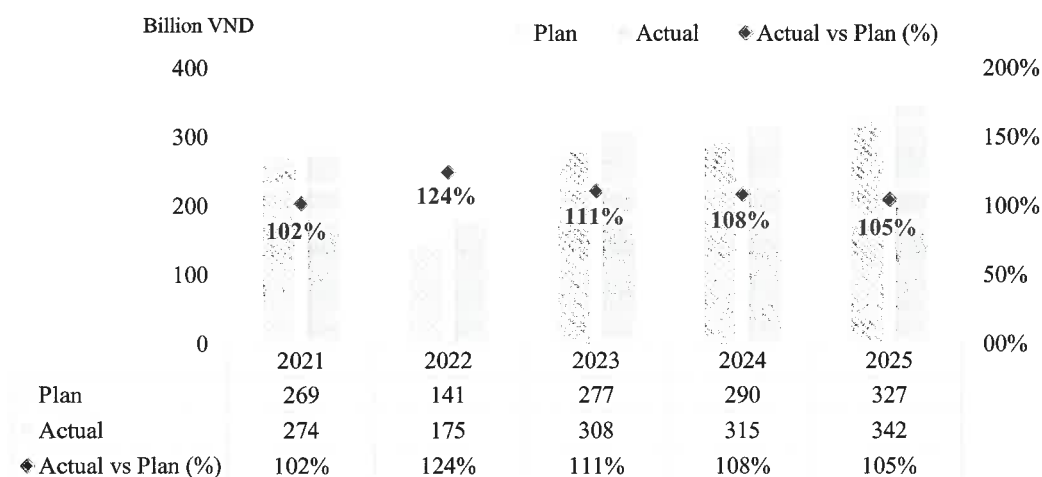 Billion VND
Plan Actual ◆ Actual vs Plan (%)
400 200%
300 150%
200 100%
100 50%
0 00%
102% 124% 111% 108% 105%
2021 2022 2023 2024 2025
Plan 269 141 277 290 327
Actual 274 175 308 315 342
◆ Actual vs Plan (%) 102% 124% 111% 108% 105%